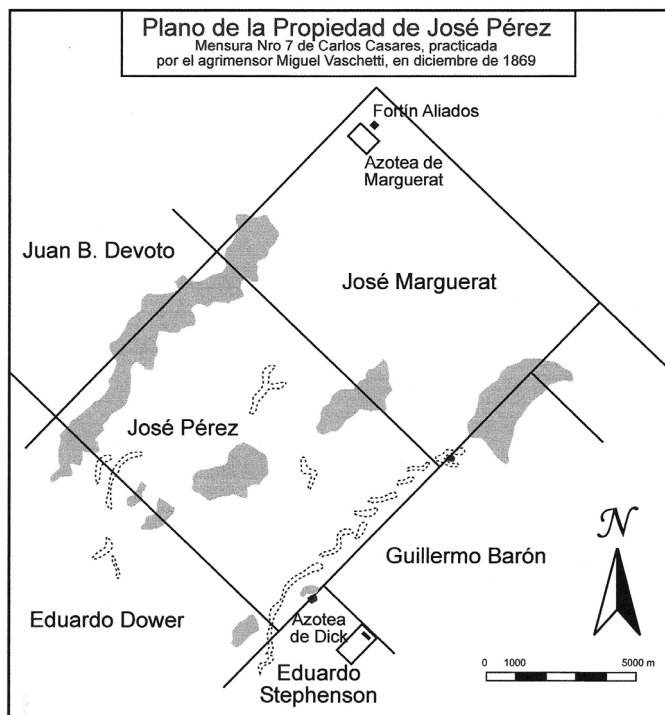 Plano de la Propiedad de José Pérez
Mensura Nro 7 de Carlos Casares, practicada
por el agrimensor Miguel Vaschetti, en diciembre de 1869
Fortín Aliados
Azotea de
Marguerat
Juan B. Devoto
José Marguerat
José Pérez
N
Guillermo Barón
Eduardo Dower
Azotea
de Dick
Eduardo
Stephenson
0 1000 5000 m